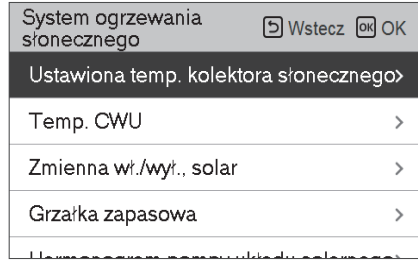 System ogrzewania
słonecznego
Wstecz OK OK
Ustawiona temp. kolektora słonecznego>
Temp. CWU >
Zmienna wł./wył., solar >
Grzałka zapasowa >